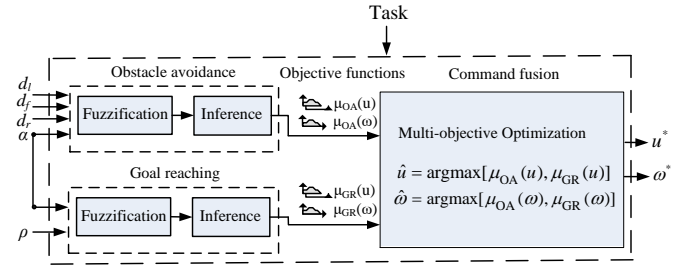 Task
Obstacle avoidance
Objective functions
Command fusion
d_l
d_f
d_r
α
Fuzzification
Inference
μ_OA(u)
μ_OA(ω)
Multi-objective Optimization
û = argmax[μ_OA(u), μ_GR(u)]
ω̂ = argmax[μ_OA(ω), μ_GR(ω)]
u*
ω*
Goal reaching
Fuzzification
Inference
μ_GR(u)
μ_GR(ω)
ρ